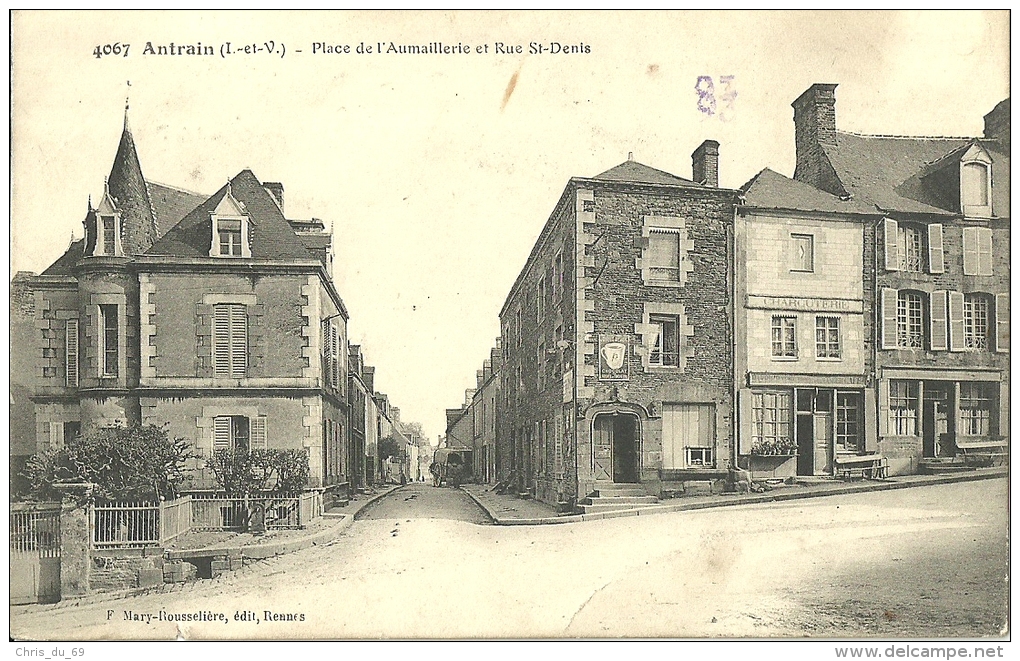 4067 Antrain (I.-et-V.) - Place de l'Aumaillerie et Rue St-Denis
CHARCUTERIE
F. Mary-Rousselière, édit, Rennes
Chris_du_69
www.delcampe.net